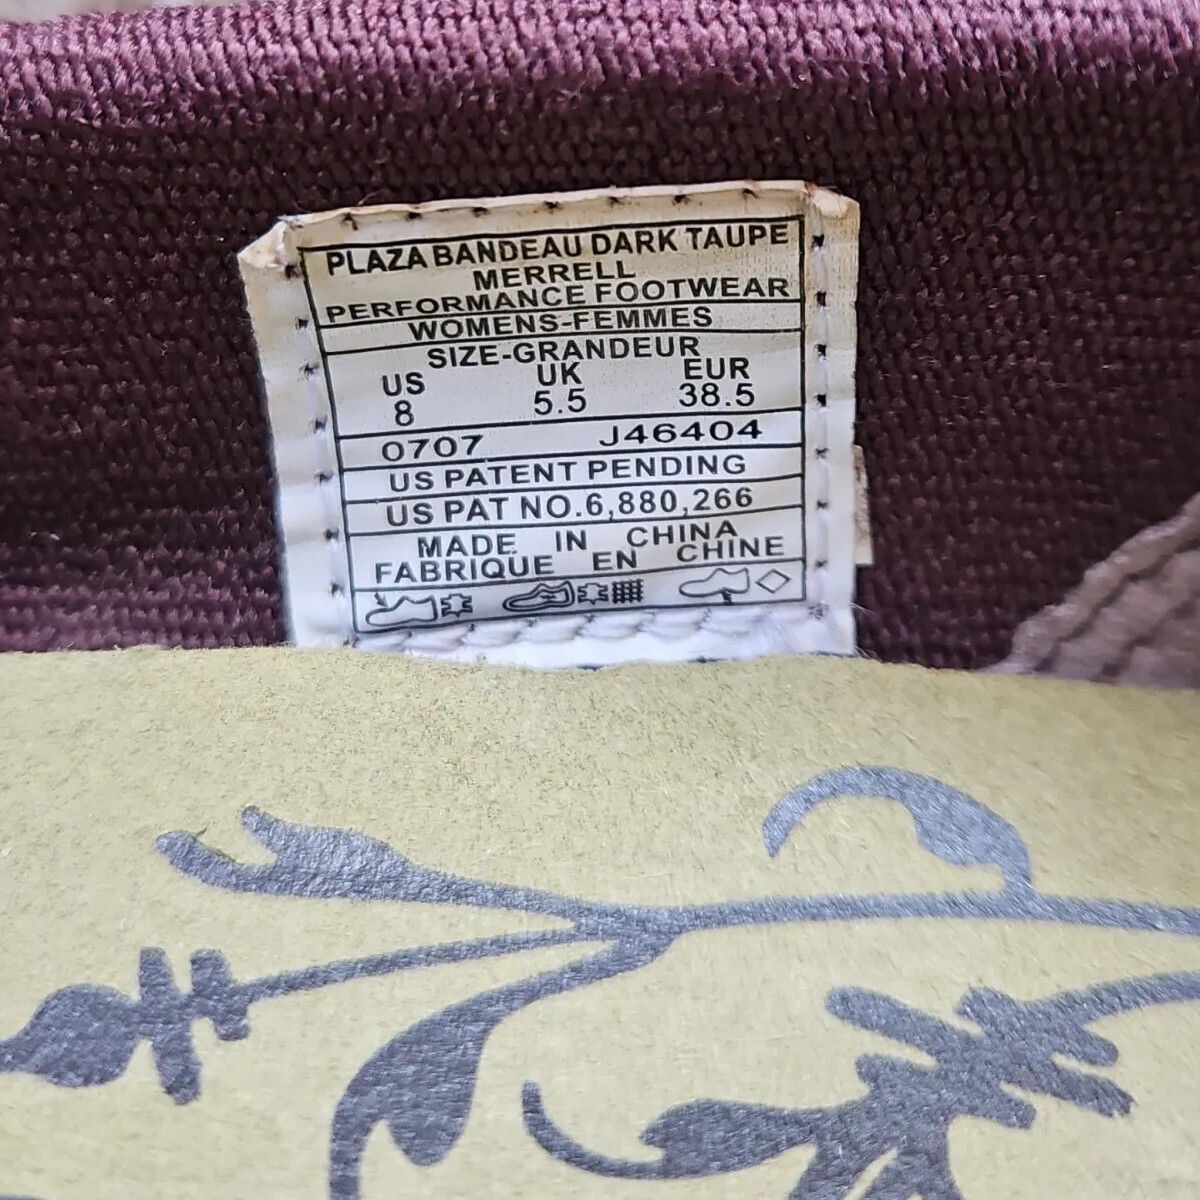 PLAZA BANDEAU DARK TAUPE
MERRELL
PERFORMANCE FOOTWEAR
WOMENS-FEMMES
SIZE-GRANDEUR
US UK EUR
8 5.5 38.5
0707 J46404
US PATENT PENDING
US PAT NO.6,880,266
MADE IN CHINA
FABRIQUE EN CHINE